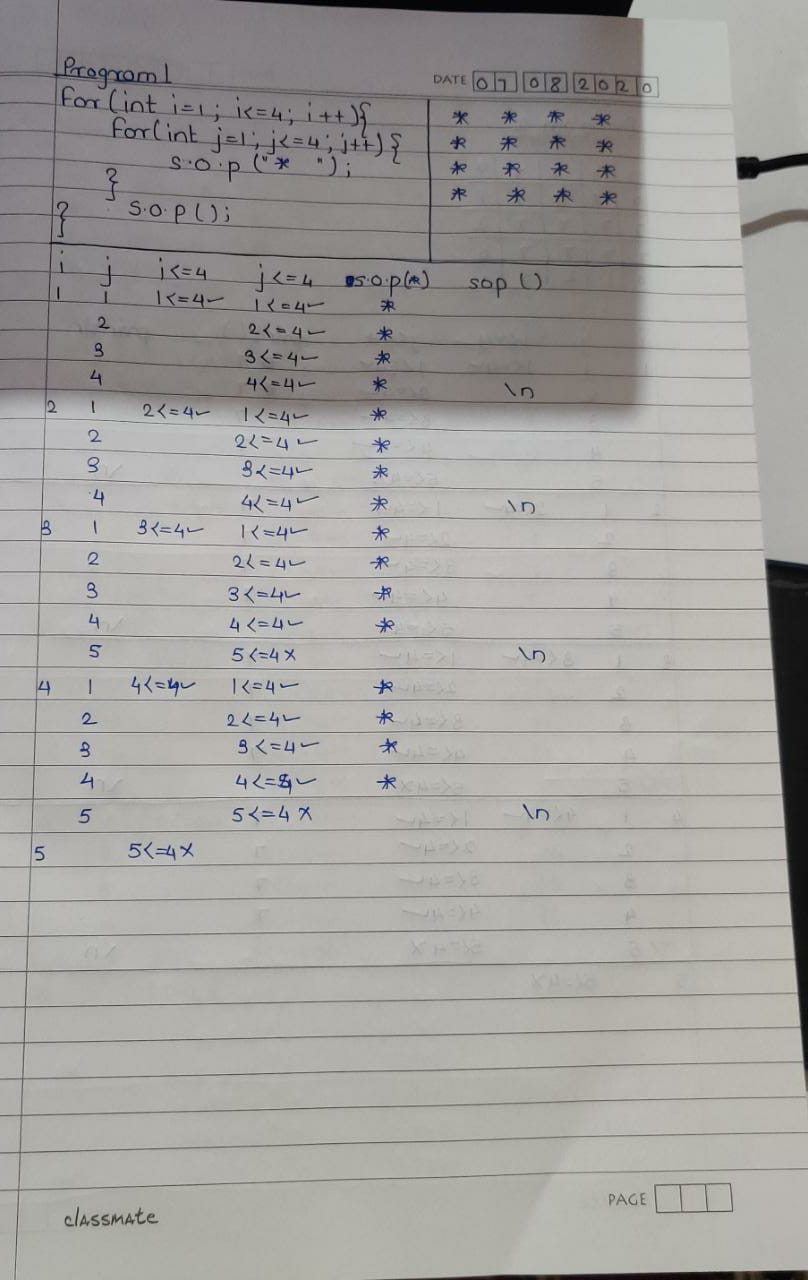 Program 1 DATE 07 08 2020
for(int i=1; i<=4; i++){ * * * *
for(int j=1; j<=4; j++){ * * * *
S.O.P ("* "); * * * *
} * * * *
S.O.P();
}
i j i<=4 j<=4 S.O.P(*) sop ()
1 1 1<=4✓ 1<=4✓ *
2 2<=4✓ *
3 3<=4✓ *
4 4<=4✓ * \n
2 1 2<=4✓ 1<=4✓ *
2 2<=4✓ *
3 3<=4✓ *
4 4<=4✓ * \n
3 1 3<=4✓ 1<=4✓ *
2 2<=4✓ *
3 3<=4✓ *
4 4<=4✓ *
5 5<=4 x \n
4 1 4<=4✓ 1<=4✓ *
2 2<=4✓ *
3 3<=4✓ *
4 4<=4✓ *
5 5<=4 x \n
5 5<=4 x
classmate PAGE